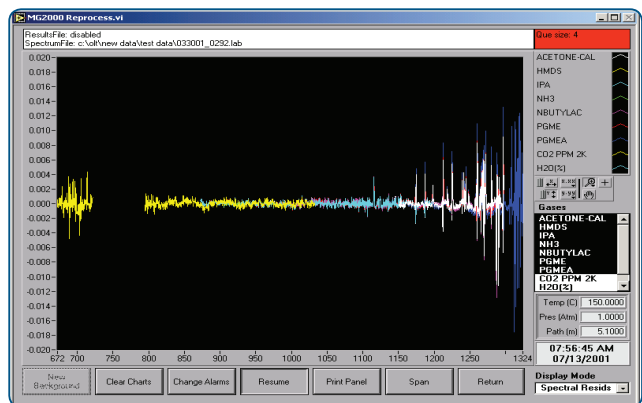 MG2000 Reprocess.vi
ResultsFile: disabled
SpectrumFile: c:\olt\new data\test data\033001_0292.lab
Que size: 4
0.020
0.018
0.016
0.014
0.012
0.010
0.008
0.006
0.004
0.002
0.000
-0.002
-0.004
-0.006
-0.008
-0.010
-0.012
-0.014
-0.016
-0.018
-0.020
672 700 750 800 850 900 950 1000 1050 1100 1150 1200 1250 1324
ACETONE-CAL
HMDS
IPA
NH3
NBUTYLAC
PGME
PGMEA
CO2 PPM 2K
H2O(%)
Gases
ACETONE-CAL
HMDS
IPA
NH3
NBUTYLAC
PGME
PGMEA
CO2 PPM 2K
H2O(%)
Temp (C) 150.0000
Pres (Atm) 1.0000
Path (m) 5.1000
07:56:45 AM
07/13/2001
Display Mode
Spectral Resids
New Background
Clear Charts
Change Alarms
Resume
Print Panel
Span
Return